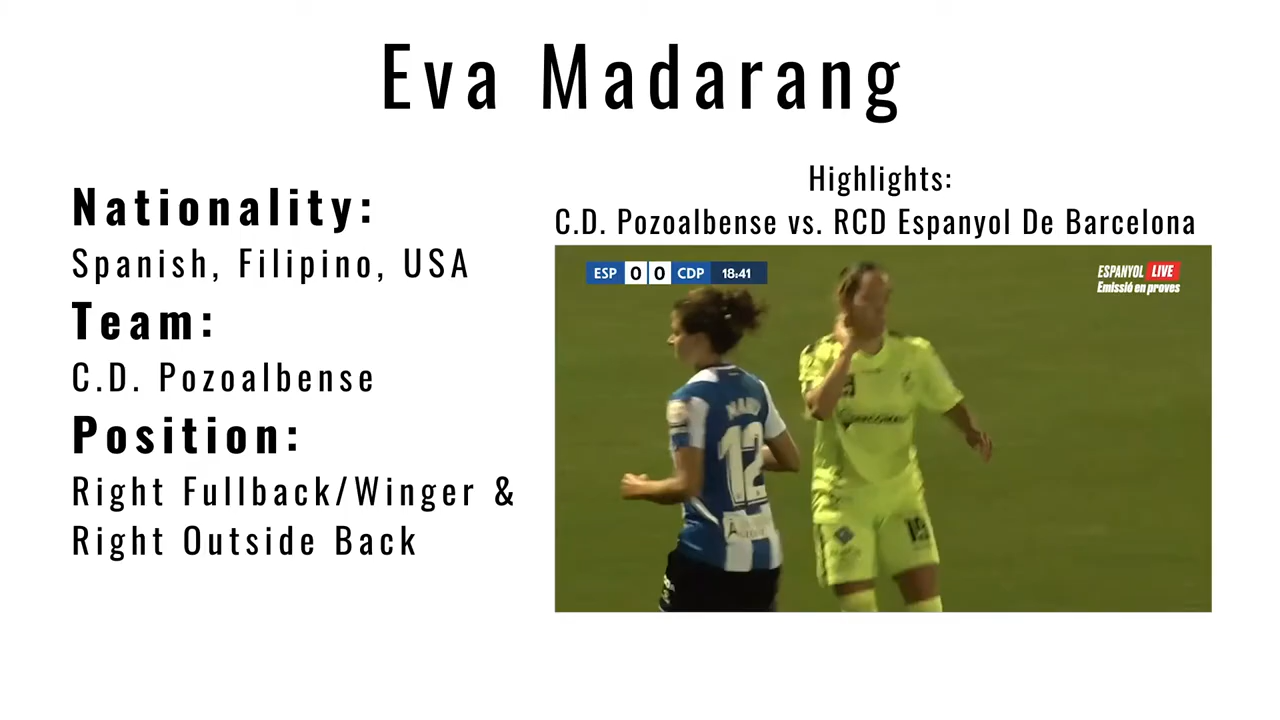 Eva Madarang
Nationality:
Spanish, Filipino, USA
Team:
C.D. Pozoalbense
Position:
Right Fullback/Winger &
Right Outside Back
Highlights:
C.D. Pozoalbense vs. RCD Espanyol De Barcelona
ESP 0 0 CDP 18:41
ESPANYOL LIVE
Emissió en proves
12
19